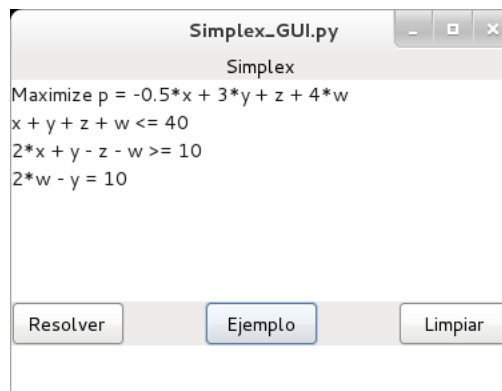 Simplex_GUI.py
Simplex
Maximize p = -0.5*x + 3*y + z + 4*w
x + y + z + w <= 40
2*x + y - z - w >= 10
2*w - y = 10
Resolver Ejemplo Limpiar